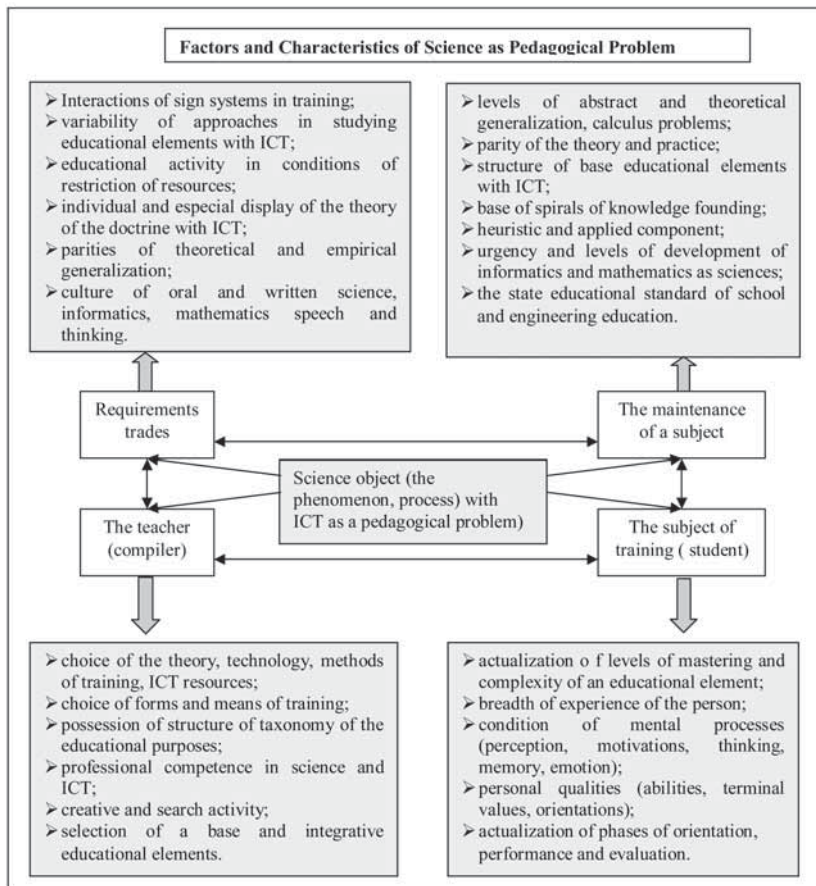 Factors and Characteristics of Science as Pedagogical Problem
➢ Interactions of sign systems in training;
➢ variability of approaches in studying
educational elements with ICT;
➢ educational activity in conditions of
restriction of resources;
➢ individual and especial display of the theory
of the doctrine with ICT;
➢ parities of theoretical and empirical
generalization;
➢ culture of oral and written science,
informatics, mathematics speech and
thinking.
➢ levels of abstract and theoretical
generalization, calculus problems;
➢ parity of the theory and practice;
➢ structure of base educational elements
with ICT;
➢ base of spirals of knowledge founding;
➢ heuristic and applied component;
➢ urgency and levels of development of
informatics and mathematics as sciences;
➢ the state educational standard of school
and engineering education.
Requirements
trades
The maintenance
of a subject
Science object (the
phenomenon, process) with
ICT as a pedagogical problem)
The teacher
(compiler)
The subject of
training ( student)
➢ choice of the theory, technology, methods
of training, ICT resources;
➢ choice of forms and means of training;
➢ possession of structure of taxonomy of the
educational purposes;
➢ professional competence in science and
ICT;
➢ creative and search activity;
➢ selection of a base and integrative
educational elements.
➢ actualization o f levels of mastering and
complexity of an educational element;
➢ breadth of experience of the person;
➢ condition of mental processes
(perception, motivations, thinking,
memory, emotion);
➢ personal qualities (abilities, terminal
values, orientations);
➢ actualization of phases of orientation,
performance and evaluation.